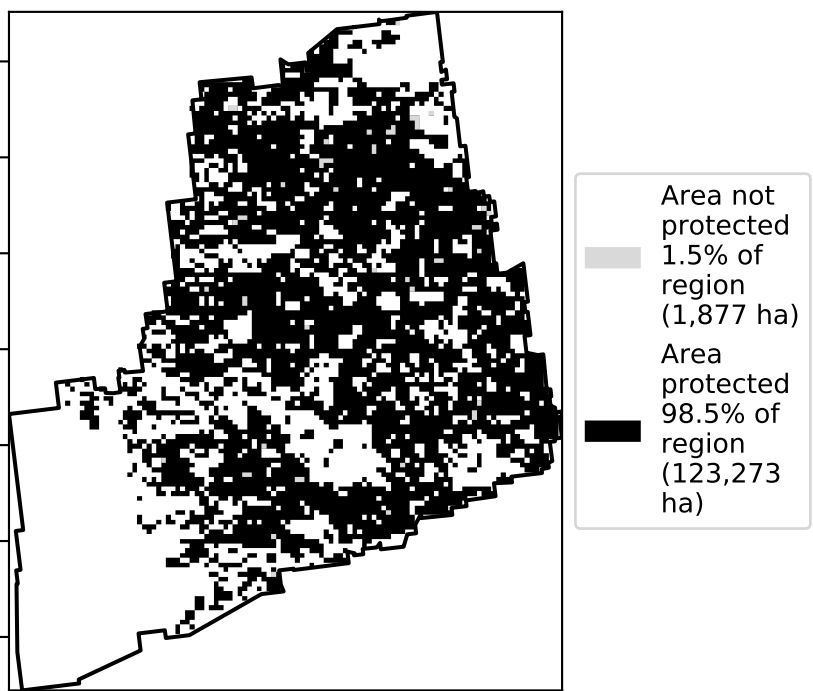 Area not
protected
1.5% of
region
(1,877 ha)
Area
protected
98.5% of
region
(123,273
ha)